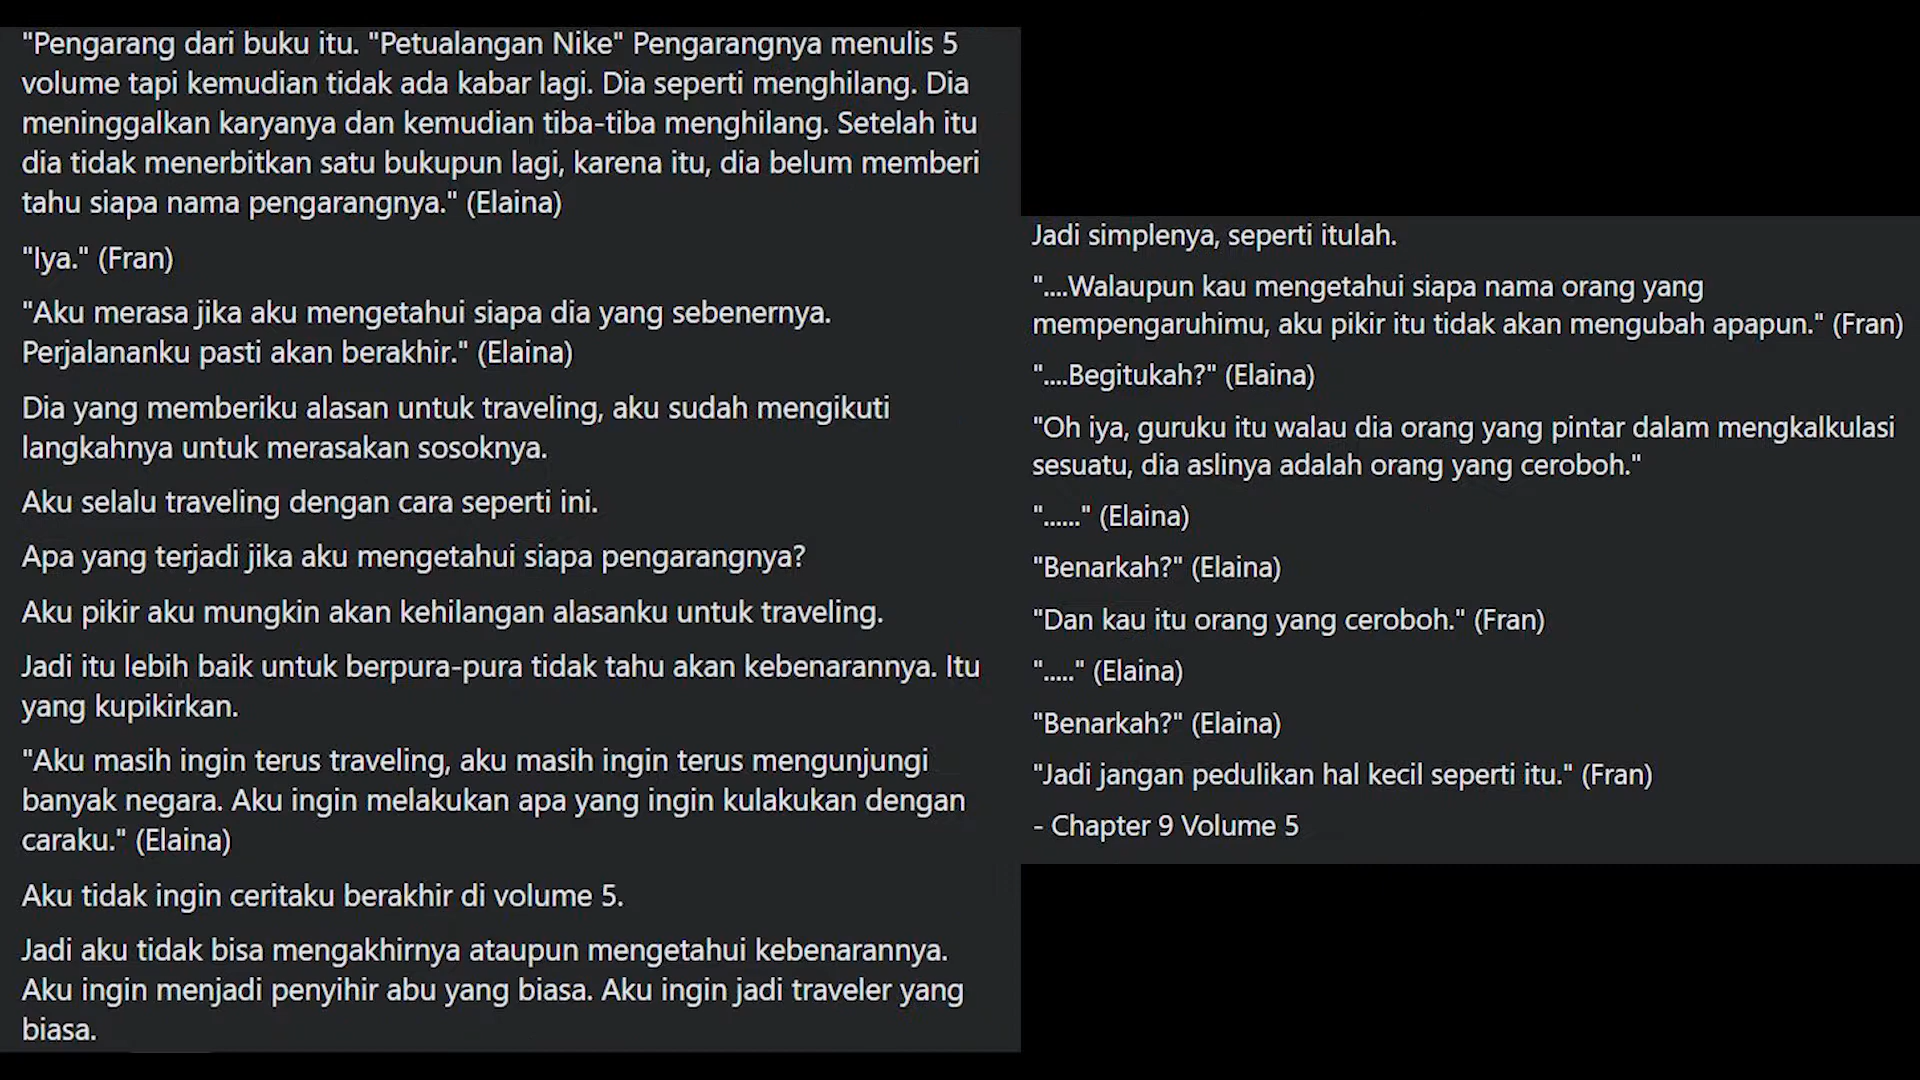 "Pengarang dari buku itu. "Petualangan Nike" Pengarangnya menulis 5
volume tapi kemudian tidak ada kabar lagi. Dia seperti menghilang. Dia
meninggalkan karyanya dan kemudian tiba-tiba menghilang. Setelah itu
dia tidak menerbitkan satu bukupun lagi, karena itu, dia belum memberi
tahu siapa nama pengarangnya." (Elaina)
"Iya." (Fran)
"Aku merasa jika aku mengetahui siapa dia yang sebenernya.
Perjalananku pasti akan berakhir." (Elaina)
Dia yang memberiku alasan untuk traveling, aku sudah mengikuti
langkahnya untuk merasakan sosoknya.
Aku selalu traveling dengan cara seperti ini.
Apa yang terjadi jika aku mengetahui siapa pengarangnya?
Aku pikir aku mungkin akan kehilangan alasanku untuk traveling.
Jadi itu lebih baik untuk berpura-pura tidak tahu akan kebenarannya. Itu
yang kupikirkan.
"Aku masih ingin terus traveling, aku masih ingin terus mengunjungi
banyak negara. Aku ingin melakukan apa yang ingin kulakukan dengan
caraku." (Elaina)
Aku tidak ingin ceritaku berakhir di volume 5.
Jadi aku tidak bisa mengakhirnya ataupun mengetahui kebenarannya.
Aku ingin menjadi penyihir abu yang biasa. Aku ingin jadi traveler yang
biasa.
Jadi simplenya, seperti itulah.
"....Walaupun kau mengetahui siapa nama orang yang
mempengaruhimu, aku pikir itu tidak akan mengubah apapun." (Fran)
"....Begitukah?" (Elaina)
"Oh iya, guruku itu walau dia orang yang pintar dalam mengkalkulasi
sesuatu, dia aslinya adalah orang yang ceroboh."
"......" (Elaina)
"Benarkah?" (Elaina)
"Dan kau itu orang yang ceroboh." (Fran)
"....." (Elaina)
"Benarkah?" (Elaina)
"Jadi jangan pedulikan hal kecil seperti itu." (Fran)
- Chapter 9 Volume 5